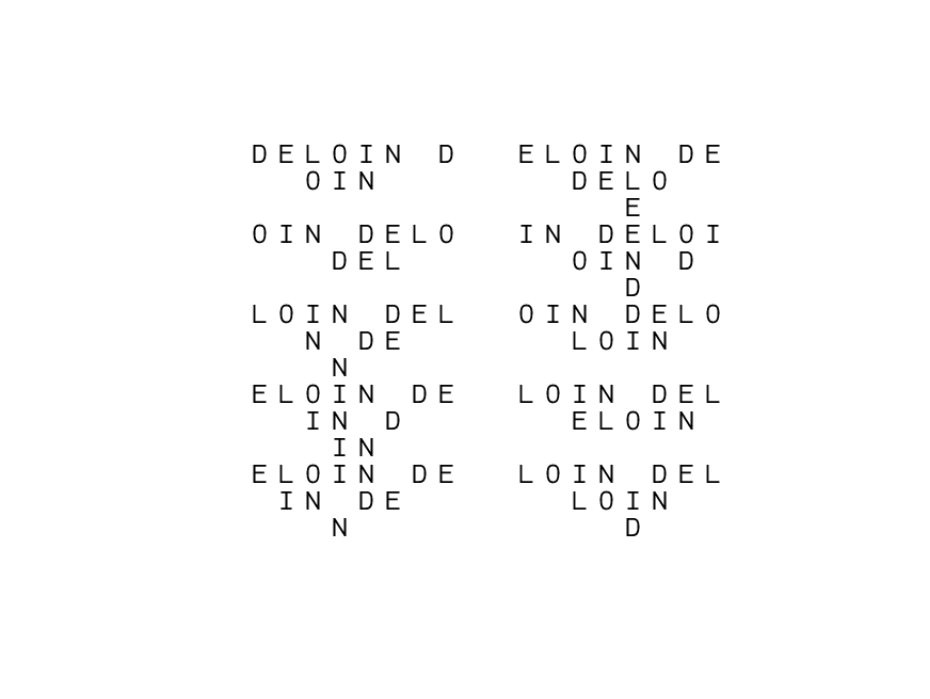 DELOIN D ELOIN DE
OIN DELO
E
OIN DELO IN DELOI
DEL OIN D
D
LOIN DEL OIN DELO
N DE LOIN
N
ELOIN DE LOIN DEL
IN D ELOIN
IN
ELOIN DE LOIN DEL
IN DE LOIN
N D